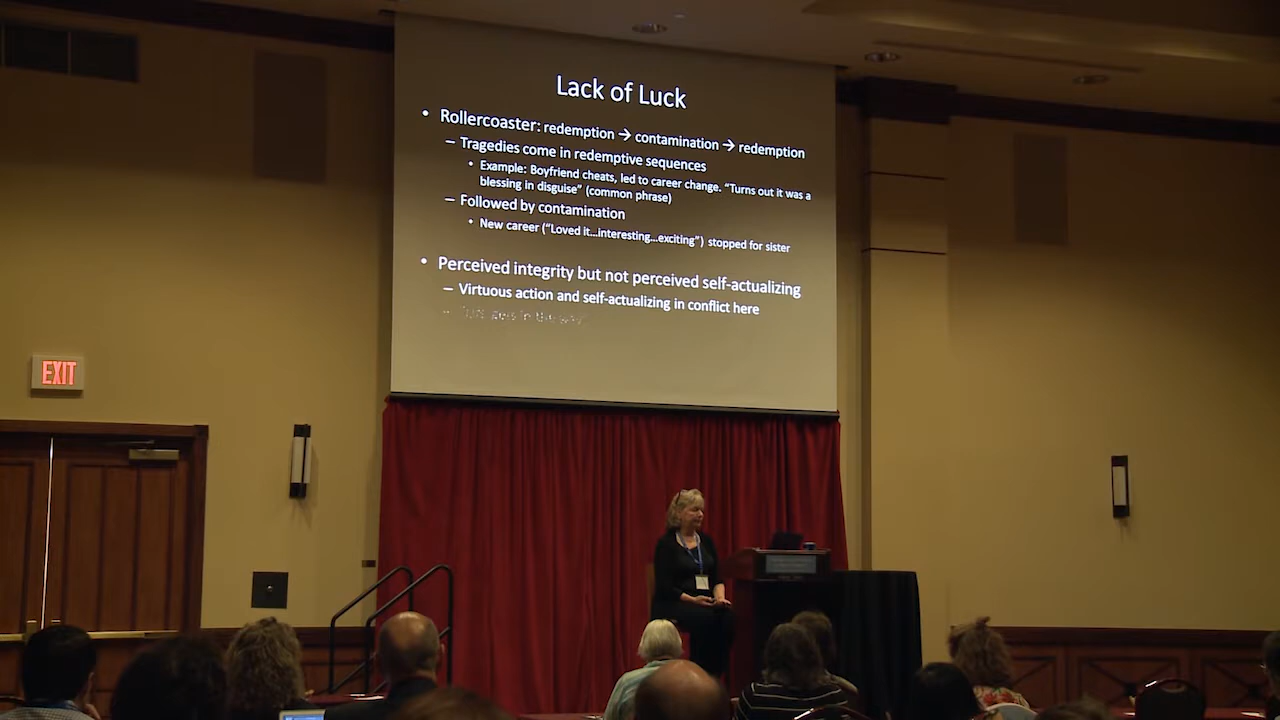 Lack of Luck
• Rollercoaster: redemption → contamination → redemption
– Tragedies come in redemptive sequences
• Example: Boyfriend cheats, led to career change. “Turns out it was a
blessing in disguise” (common phrase)
– Followed by contamination
• New career (“Loved it…interesting…exciting”) stopped for sister
• Perceived integrity but not perceived self-actualizing
– Virtuous action and self-actualizing in conflict here
EXIT